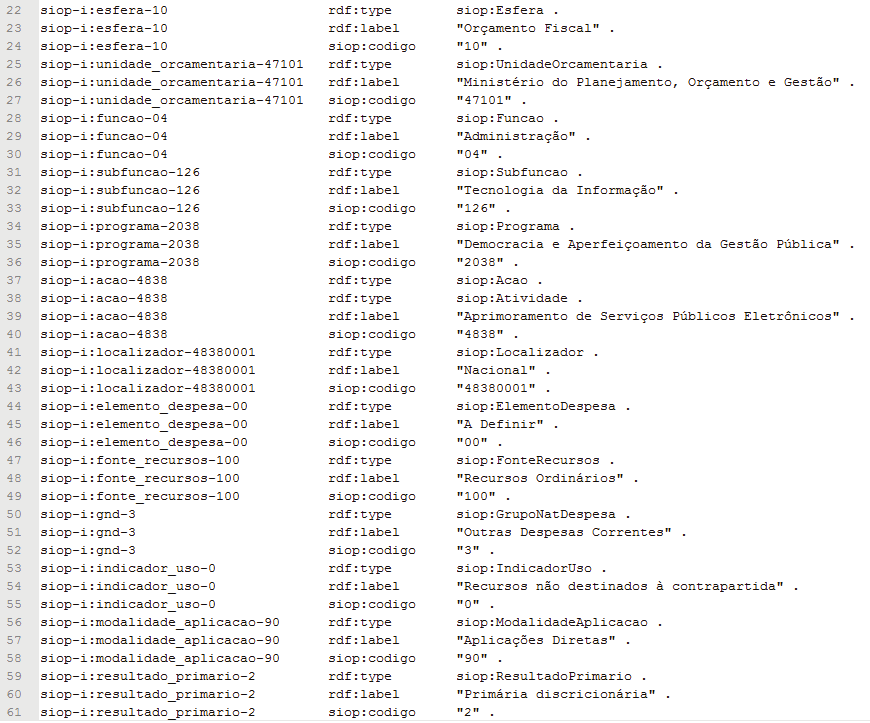 22 siop-i:esfera-10 rdf:type siop:Esfera .
23 siop-i:esfera-10 rdf:label "Orçamento Fiscal" .
24 siop-i:esfera-10 siop:codigo "10" .
25 siop-i:unidade_orcamentaria-47101 rdf:type siop:UnidadeOrcamentaria .
26 siop-i:unidade_orcamentaria-47101 rdf:label "Ministério do Planejamento, Orçamento e Gestão" .
27 siop-i:unidade_orcamentaria-47101 siop:codigo "47101" .
28 siop-i:funcao-04 rdf:type siop:Funcao .
29 siop-i:funcao-04 rdf:label "Administração" .
30 siop-i:funcao-04 siop:codigo "04" .
31 siop-i:subfuncao-126 rdf:type siop:Subfuncao .
32 siop-i:subfuncao-126 rdf:label "Tecnologia da Informação" .
33 siop-i:subfuncao-126 siop:codigo "126" .
34 siop-i:programa-2038 rdf:type siop:Programa .
35 siop-i:programa-2038 rdf:label "Democracia e Aperfeiçoamento da Gestão Pública" .
36 siop-i:programa-2038 siop:codigo "2038" .
37 siop-i:acao-4838 rdf:type siop:Acao .
38 siop-i:acao-4838 rdf:type siop:Atividade .
39 siop-i:acao-4838 rdf:label "Aprimoramento de Serviços Públicos Eletrônicos" .
40 siop-i:acao-4838 siop:codigo "4838" .
41 siop-i:localizador-48380001 rdf:type siop:Localizador .
42 siop-i:localizador-48380001 rdf:label "Nacional" .
43 siop-i:localizador-48380001 siop:codigo "48380001" .
44 siop-i:elemento_despesa-00 rdf:type siop:ElementoDespesa .
45 siop-i:elemento_despesa-00 rdf:label "A Definir" .
46 siop-i:elemento_despesa-00 siop:codigo "00" .
47 siop-i:fonte_recursos-100 rdf:type siop:FonteRecursos .
48 siop-i:fonte_recursos-100 rdf:label "Recursos Ordinários" .
49 siop-i:fonte_recursos-100 siop:codigo "100" .
50 siop-i:gnd-3 rdf:type siop:GrupoNatDespesa .
51 siop-i:gnd-3 rdf:label "Outras Despesas Correntes" .
52 siop-i:gnd-3 siop:codigo "3" .
53 siop-i:indicador_uso-0 rdf:type siop:IndicadorUso .
54 siop-i:indicador_uso-0 rdf:label "Recursos não destinados à contrapartida" .
55 siop-i:indicador_uso-0 siop:codigo "0" .
56 siop-i:modalidade_aplicacao-90 rdf:type siop:ModalidadeAplicacao .
57 siop-i:modalidade_aplicacao-90 rdf:label "Aplicações Diretas" .
58 siop-i:modalidade_aplicacao-90 siop:codigo "90" .
59 siop-i:resultado_primario-2 rdf:type siop:ResultadoPrimario .
60 siop-i:resultado_primario-2 rdf:label "Primária discricionária" .
61 siop-i:resultado_primario-2 siop:codigo "2" .